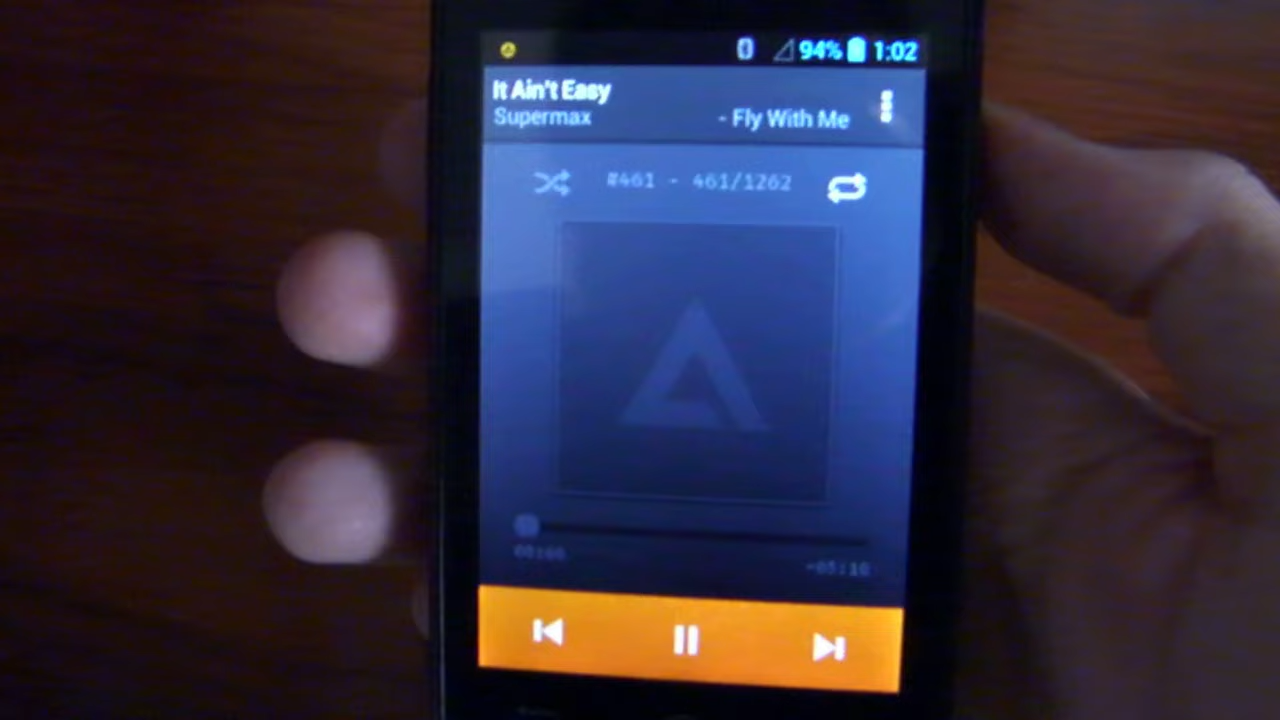 94% 1:02
It Ain't Easy
Supermax - Fly With Me
#461 - 461/1262